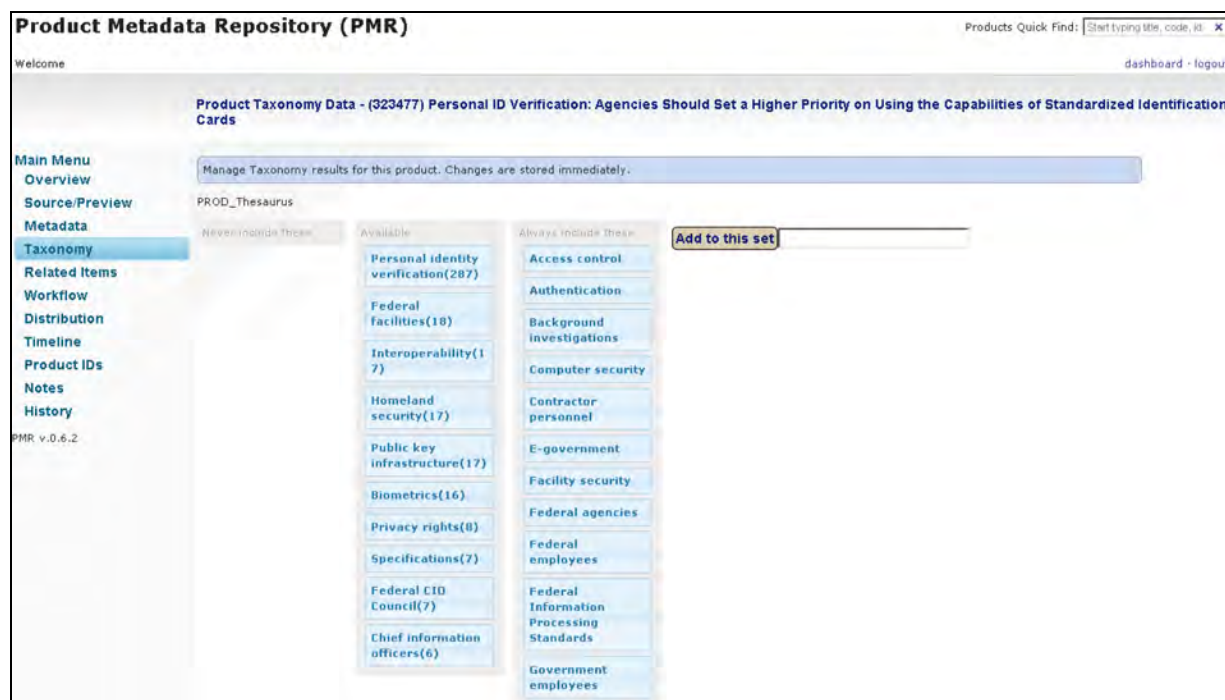 Product Metadata Repository (PMR)
Products Quick Find: Start typing title, code, id. x
Welcome
dashboard - logou
Product Taxonomy Data - (323477) Personal ID Verification: Agencies Should Set a Higher Priority on Using the Capabilities of Standardized Identification
Cards
Main Menu
Overview
Source/Preview
Metadata
Taxonomy
Related Items
Workflow
Distribution
Timeline
Product IDs
Notes
History
PMR v.0.6.2
Manage Taxonomy results for this product. Changes are stored immediately.
PROD_Thesaurus
Never include these
Available
Personal identity
verification(287)
Federal
facilities(18)
Interoperability(1
7)
Homeland
security(17)
Public key
infrastructure(17)
Biometrics(16)
Privacy rights(8)
Specifications(7)
Federal CIO
Council(7)
Chief information
officers(6)
Always include these
Access control
Authentication
Background
investigations
Computer security
Contractor
personnel
E-government
Facility security
Federal agencies
Federal
employees
Federal
Information
Processing
Standards
Government
employees
Add to this set